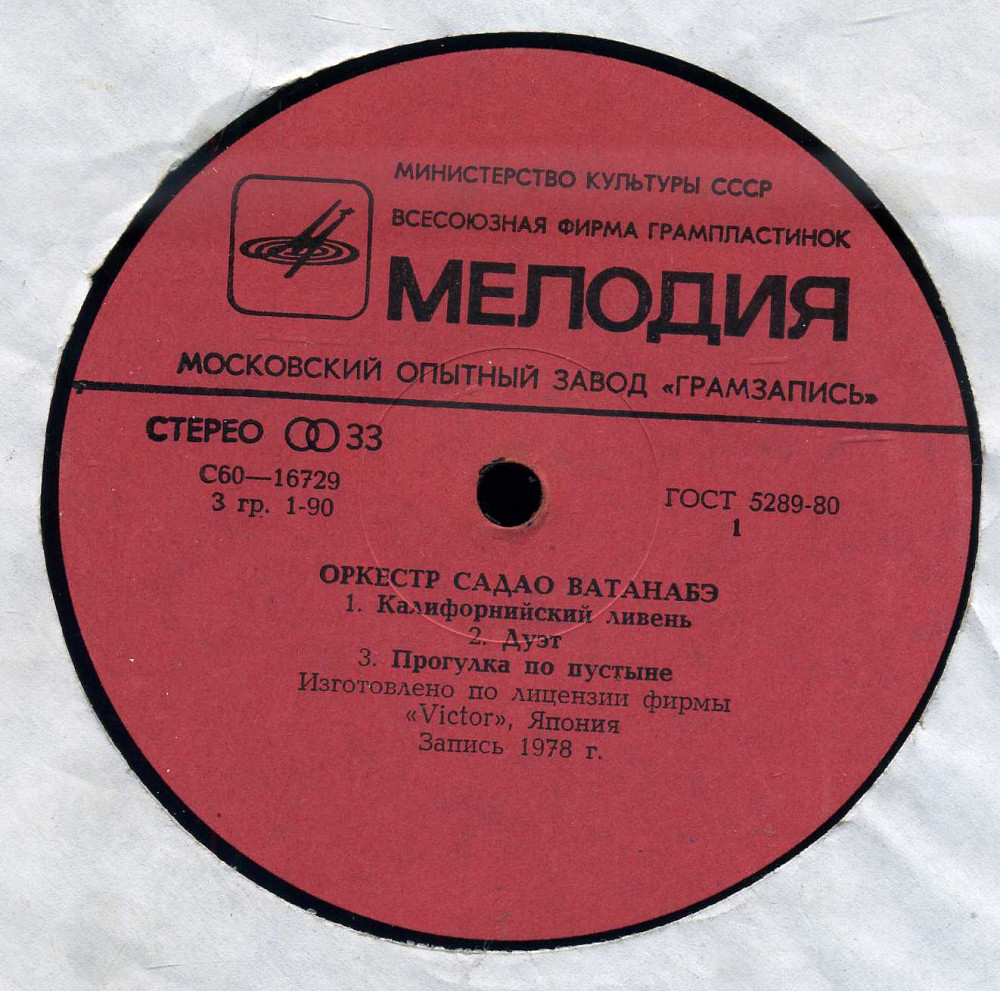 МИНИСТЕРСТВО КУЛЬТУРЫ СССР
ВСЕСОЮЗНАЯ ФИРМА ГРАМПЛАСТИНОК
МЕЛОДИЯ
МОСКОВСКИЙ ОПЫТНЫЙ ЗАВОД «ГРАМЗАПИСЬ»
СТЕРЕО 33
С60—16729
3 гр. 1-90
ГОСТ 5289-80
1
ОРКЕСТР САДАО ВАТАНАБЭ
1. Калифорнийский ливень
2. Дуэт
3. Прогулка по пустыне
Изготовлено по лицензии фирмы
«Victor», Япония
Запись 1978 г.